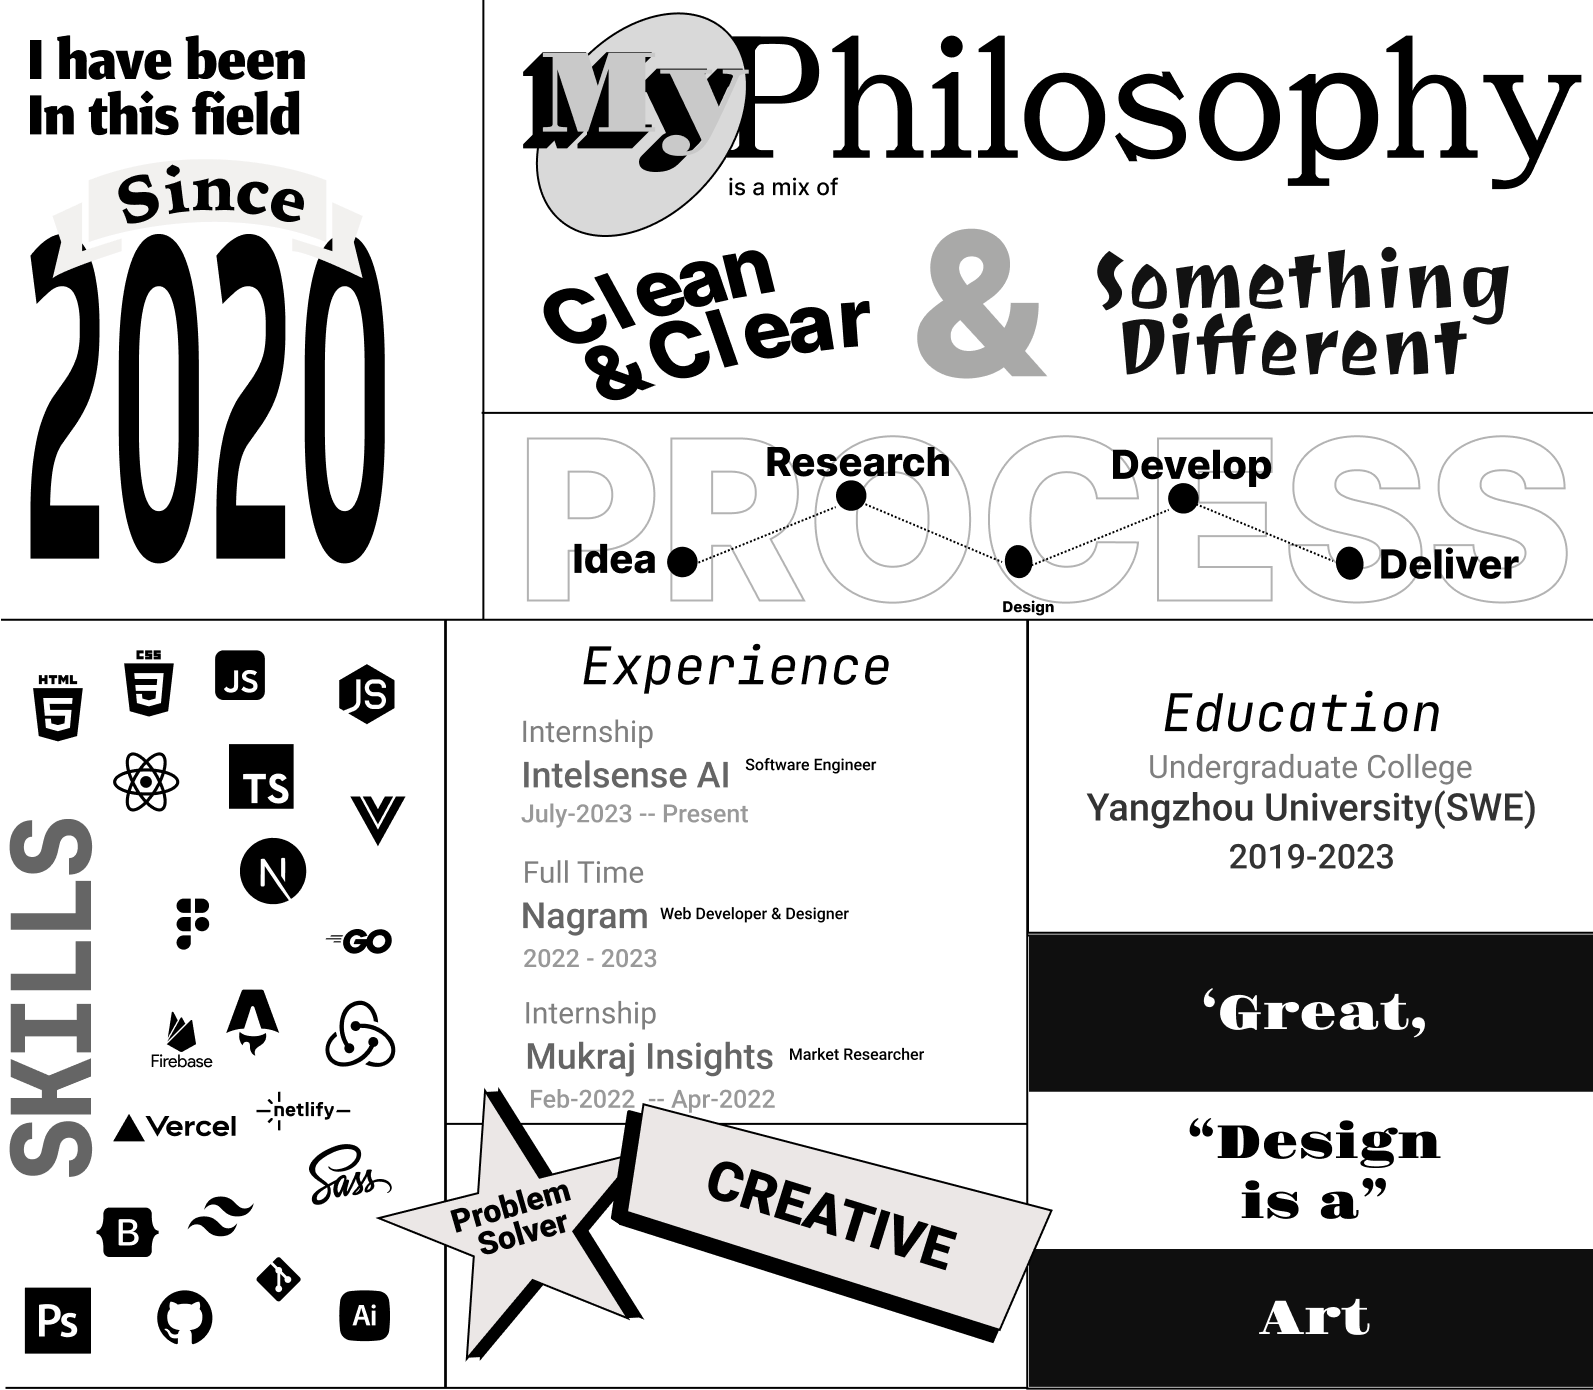 I have been
In this field
Since
2020
My Philosophy
is a mix of
Clean
& Clear
&
Something
Different
PROCESS
Idea
Research
Design
Develop
Deliver
SKILLS
HTML
5
CSS
3
JS
JS
TS
N
GO
Firebase
Vercel
netlify
Sass
B
Ps
Ai
Experience
Internship
Intelsense AI Software Engineer
July-2023 -- Present
Full Time
Nagram Web Developer & Designer
2022 - 2023
Internship
Mukraj Insights Market Researcher
Feb-2022 -- Apr-2022
Problem
Solver
CREATIVE
Education
Undergraduate College
Yangzhou University(SWE)
2019-2023
‘Great,
“Design
is a”
Art